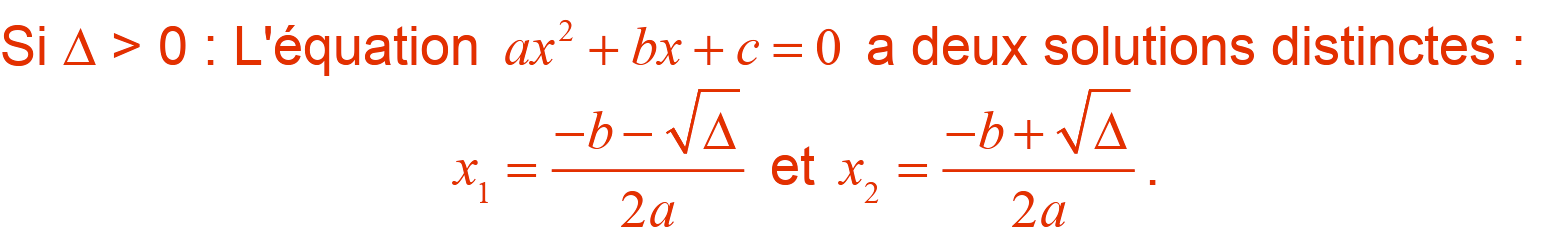 Si Δ > 0 : L'équation ax² + bx + c = 0 a deux solutions distinctes :
x₁ = (−b − √Δ)/(2a) et x₂ = (−b + √Δ)/(2a) .